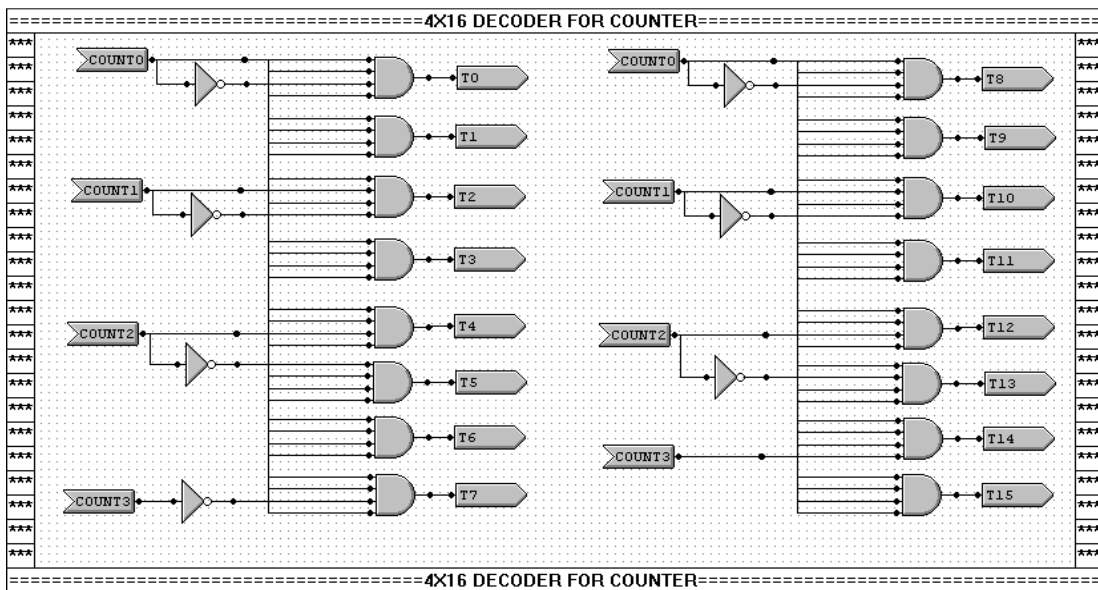 ==============================4X16 DECODER FOR COUNTER==============================
*** ***
COUNT0 T0 COUNT0 T8
*** ***
*** ***
*** ***
T1 T9
*** ***
*** ***
COUNT1 T2 COUNT1 T10
*** ***
*** ***
*** ***
T3 T11
*** ***
*** ***
*** ***
COUNT2 T4 COUNT2 T12
*** ***
*** ***
T5 T13
*** ***
*** ***
T6 T14
*** ***
COUNT3
*** ***
COUNT3 T7 T15
*** ***
*** ***
*** ***
==============================4X16 DECODER FOR COUNTER==============================